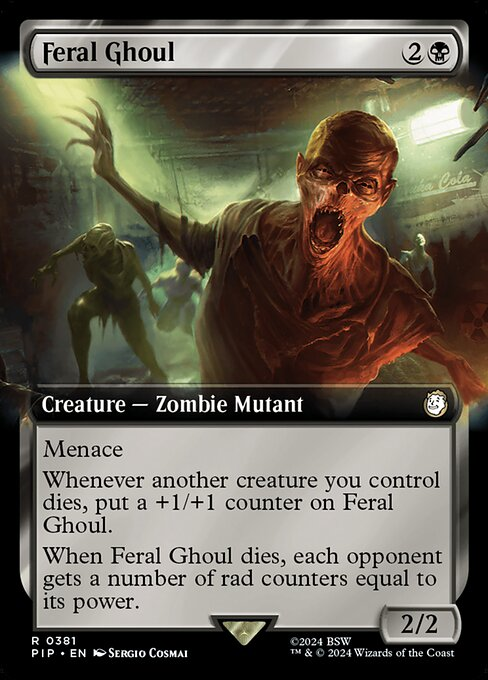 Feral Ghoul 2
uka Cola
Creature — Zombie Mutant
Menace
Whenever another creature you control
dies, put a +1/+1 counter on Feral
Ghoul.
When Feral Ghoul dies, each opponent
gets a number of rad counters equal to
its power.
2/2
R 0381
PIP • EN Sergio Cosmai
©2024 BSW
™ & © 2024 Wizards of the Coast